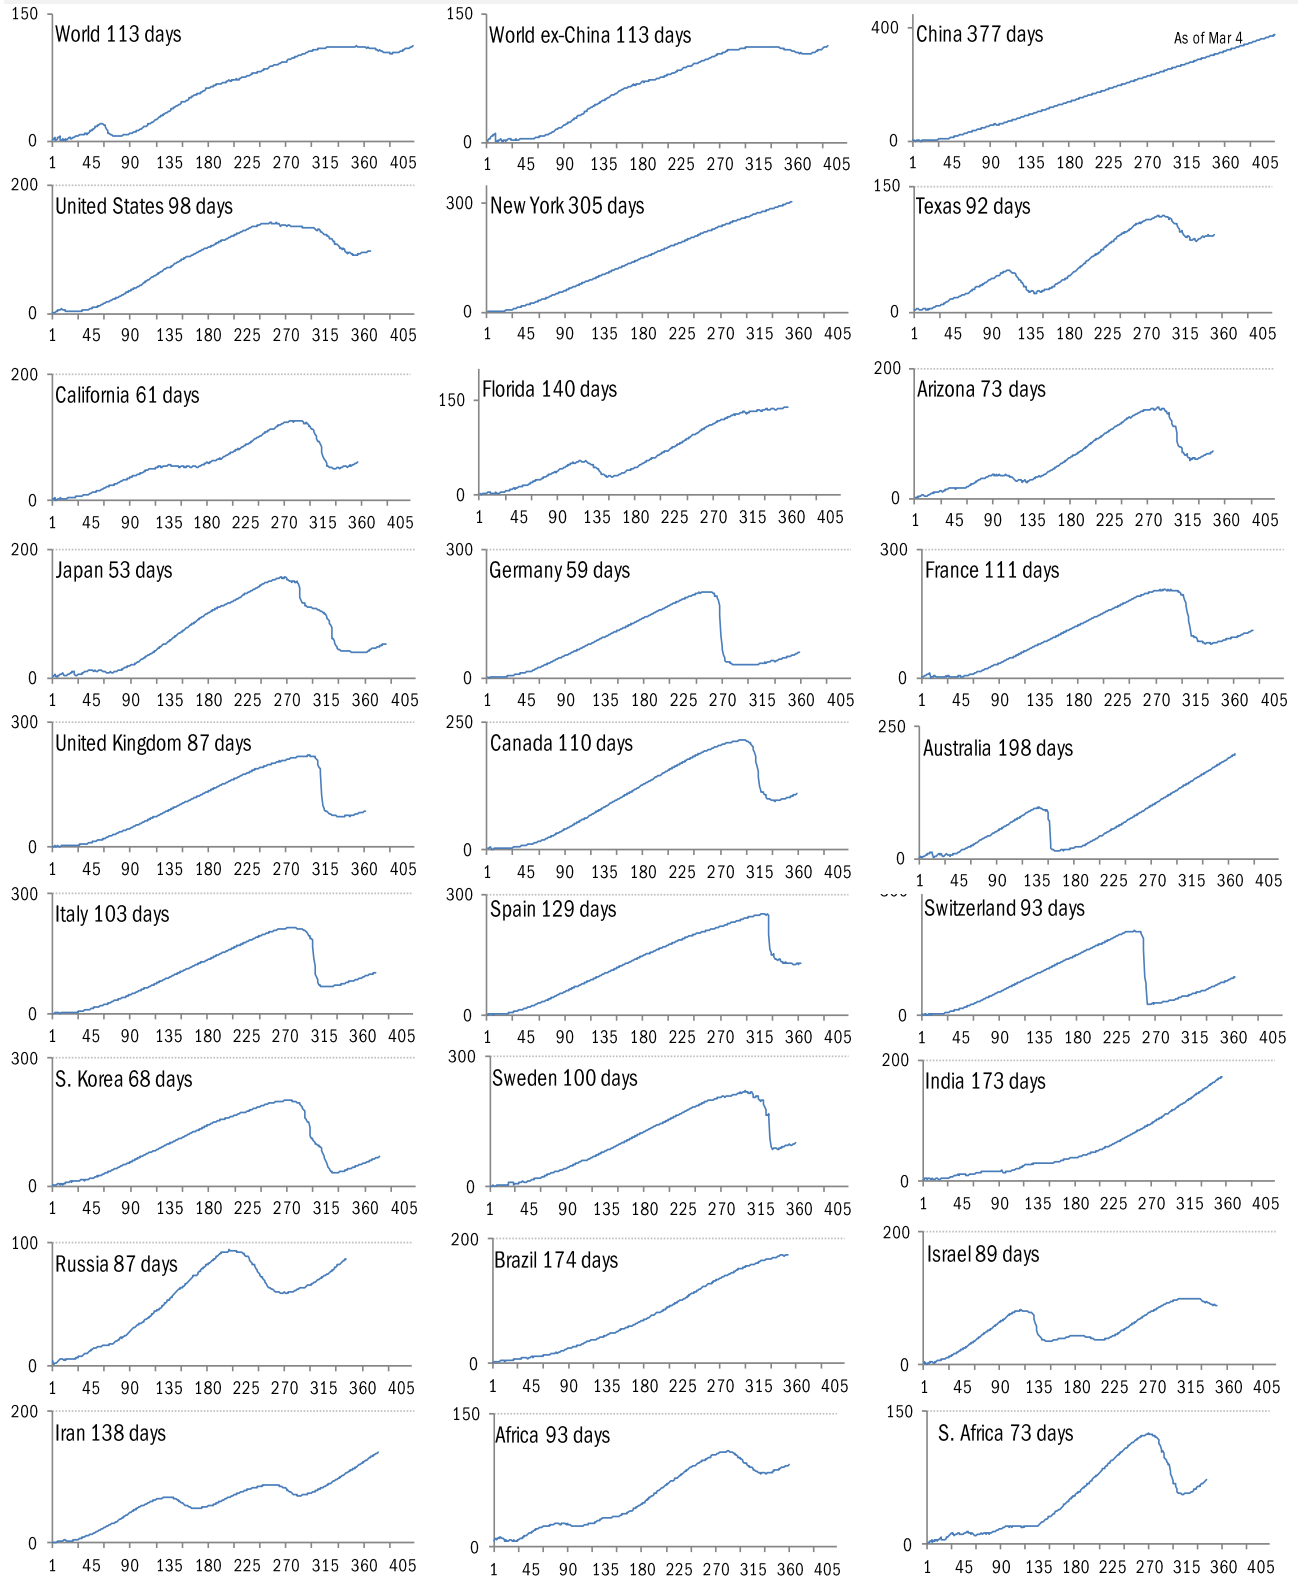 150
World 113 days
0
1 45 90 135 180 225 270 315 360 405
150
World ex-China 113 days
0
1 45 90 135 180 225 270 315 360 405
400
China 377 days
As of Mar 4
0
1 45 90 135 180 225 270 315 360 405
200
United States 98 days
0
1 45 90 135 180 225 270 315 360 405
300
New York 305 days
0
1 45 90 135 180 225 270 315 360 405
150
Texas 92 days
0
1 45 90 135 180 225 270 315 360 405
200
California 61 days
0
1 45 90 135 180 225 270 315 360 405
Florida 140 days
150
0
1 45 90 135 180 225 270 315 360 405
200
Arizona 73 days
0
1 45 90 135 180 225 270 315 360 405
200
Japan 53 days
0
1 45 90 135 180 225 270 315 360 405
300
Germany 59 days
0
1 45 90 135 180 225 270 315 360 405
300
France 111 days
0
1 45 90 135 180 225 270 315 360 405
300
United Kingdom 87 days
0
1 45 90 135 180 225 270 315 360 405
250
Canada 110 days
0
1 45 90 135 180 225 270 315 360 405
250
Australia 198 days
0
1 45 90 135 180 225 270 315 360 405
300
Italy 103 days
0
1 45 90 135 180 225 270 315 360 405
300
Spain 129 days
0
1 45 90 135 180 225 270 315 360 405
Switzerland 93 days
0
1 45 90 135 180 225 270 315 360 405
300
S. Korea 68 days
0
1 45 90 135 180 225 270 315 360 405
300
Sweden 100 days
0
1 45 90 135 180 225 270 315 360 405
200
India 173 days
0
1 45 90 135 180 225 270 315 360 405
100
Russia 87 days
50
0
1 45 90 135 180 225 270 315 360 405
200
Brazil 174 days
0
1 45 90 135 180 225 270 315 360 405
200
Israel 89 days
0
1 45 90 135 180 225 270 315 360 405
200
Iran 138 days
0
1 45 90 135 180 225 270 315 360 405
150
Africa 93 days
0
1 45 90 135 180 225 270 315 360 405
150
S. Africa 73 days
0
1 45 90 135 180 225 270 315 360 405